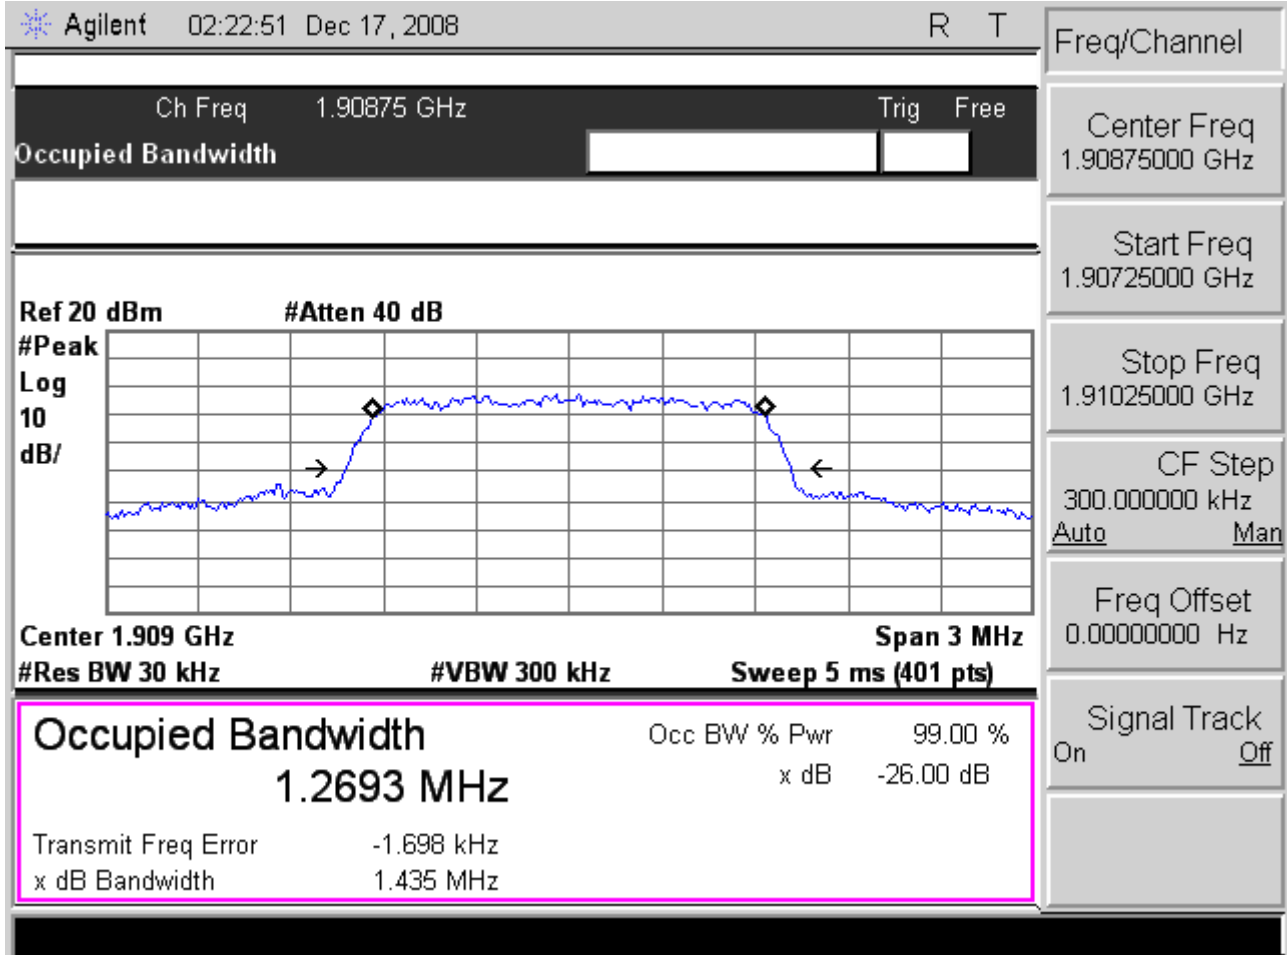 Agilent 02:22:51 Dec 17, 2008 R T
Freq/Channel
Ch Freq 1.90875 GHz Trig Free
Occupied Bandwidth
Center Freq
1.90875000 GHz
Start Freq
1.90725000 GHz
Ref 20 dBm #Atten 40 dB
#Peak
Log
10
dB/
Stop Freq
1.91025000 GHz
CF Step
300.000000 kHz
Auto Man
Center 1.909 GHz Span 3 MHz
#Res BW 30 kHz #VBW 300 kHz Sweep 5 ms (401 pts)
Freq Offset
0.00000000 Hz
Occupied Bandwidth Occ BW % Pwr 99.00 %
1.2693 MHz x dB -26.00 dB
Transmit Freq Error -1.698 kHz
x dB Bandwidth 1.435 MHz
Signal Track
On Off